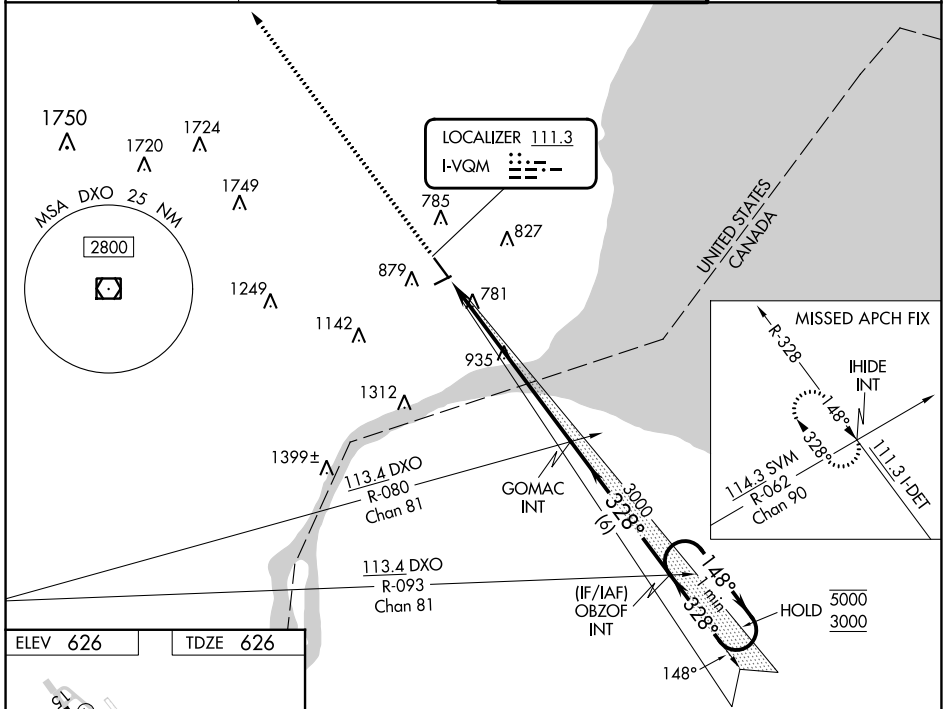 1750
1720
1724
1749
MSA DXO 25 NM
2800
1249
1142
879
785
827
781
935
1312
1399±
LOCALIZER 111.3
I-VQM
UNITED STATES
CANADA
MISSED APCH FIX
R-328
IHIDE
INT
148°
328°
114.3 SVM
R-062
Chan 90
111.3 I-DET
113.4 DXO
R-080
Chan 81
GOMAC
INT
3000
328°
(6)
113.4 DXO
R-093
Chan 81
(IF/IAF)
OBZOF
INT
148°
1 min
328°
HOLD
5000
3000
148°
ELEV 626
TDZE 626
15